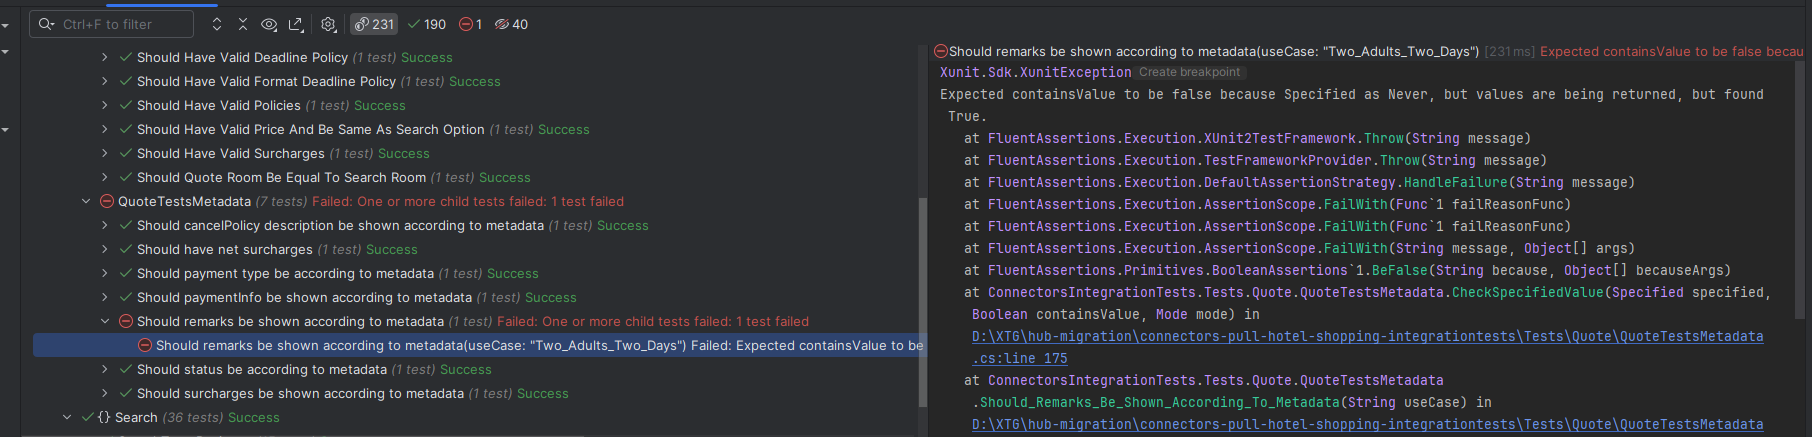 Ctrl+F to filter 231 190 1 40
Should Have Valid Deadline Policy (1 test) Success
Should Have Valid Format Deadline Policy (1 test) Success
Should Have Valid Policies (1 test) Success
Should Have Valid Price And Be Same As Search Option (1 test) Success
Should Have Valid Surcharges (1 test) Success
Should Quote Room Be Equal To Search Room (1 test) Success
QuoteTestsMetadata (7 tests) Failed: One or more child tests failed: 1 test failed
Should cancelPolicy description be shown according to metadata (1 test) Success
Should have net surcharges (1 test) Success
Should payment type be according to metadata (1 test) Success
Should paymentInfo be shown according to metadata (1 test) Success
Should remarks be shown according to metadata (1 test) Failed: One or more child tests failed: 1 test failed
Should remarks be shown according to metadata(useCase: "Two_Adults_Two_Days") Failed: Expected containsValue to be
Should status be according to metadata (1 test) Success
Should surcharges be shown according to metadata (1 test) Success
{} Search (36 tests) Success
Should remarks be shown according to metadata(useCase: "Two_Adults_Two_Days") [231 ms] Expected containsValue to be false becau
Xunit.Sdk.XunitException Create breakpoint
Expected containsValue to be false because Specified as Never, but values are being returned, but found
True.
at FluentAssertions.Execution.XUnit2TestFramework.Throw(String message)
at FluentAssertions.Execution.TestFrameworkProvider.Throw(String message)
at FluentAssertions.Execution.DefaultAssertionStrategy.HandleFailure(String message)
at FluentAssertions.Execution.AssertionScope.FailWith(Func`1 failReasonFunc)
at FluentAssertions.Execution.AssertionScope.FailWith(Func`1 failReasonFunc)
at FluentAssertions.Execution.AssertionScope.FailWith(String message, Object[] args)
at FluentAssertions.Primitives.BooleanAssertions`1.BeFalse(String because, Object[] becauseArgs)
at ConnectorsIntegrationTests.Tests.Quote.QuoteTestsMetadata.CheckSpecifiedValue(Specified specified,
Boolean containsValue, Mode mode) in
D:\XTG\hub-migration\connectors-pull-hotel-shopping-integrationtests\Tests\Quote\QuoteTestsMetadata
.cs:line 175
at ConnectorsIntegrationTests.Tests.Quote.QuoteTestsMetadata
.Should_Remarks_Be_Shown_According_To_Metadata(String useCase) in
D:\XTG\hub-migration\connectors-pull-hotel-shopping-integrationtests\Tests\Quote\QuoteTestsMetadata